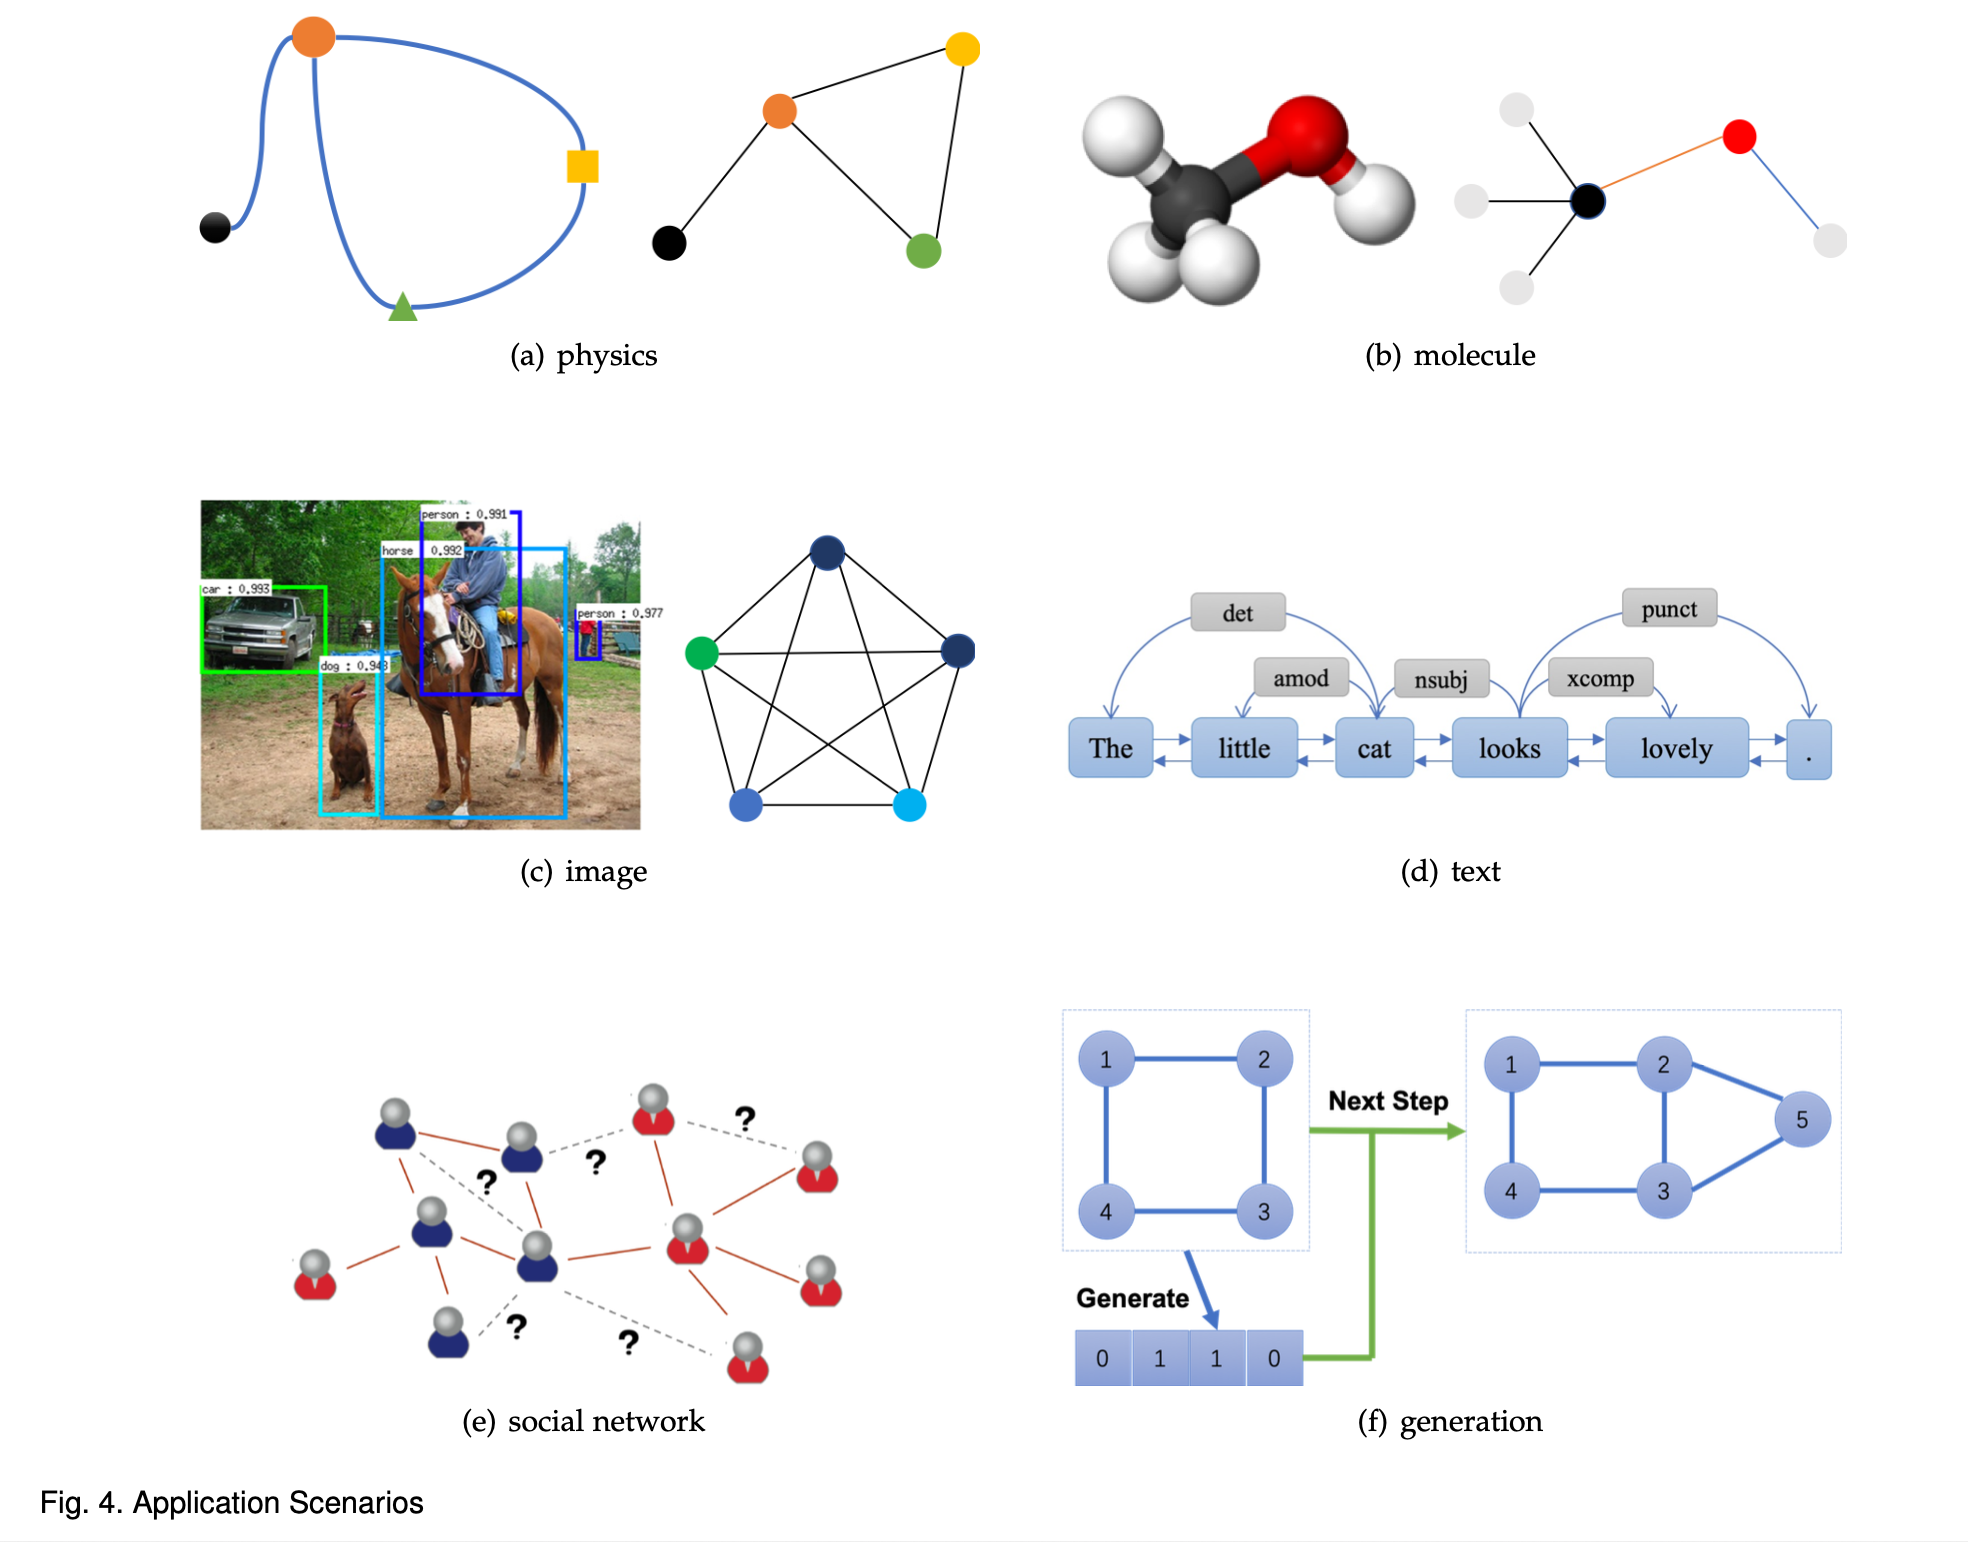 (a) physics
(b) molecule
person : 0.991
horse : 0.992
car : 0.993
person : 0.977
dog : 0.943
(c) image
det
punct
amod
nsubj
xcomp
The little cat looks lovely .
(d) text
?
?
?
?
?
(e) social network
1 2
4 3
Next Step
1 2
5
4 3
Generate
0 1 1 0
(f) generation
Fig. 4. Application Scenarios